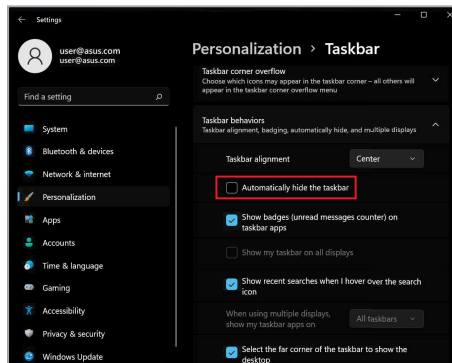 Settings
user@asus.com
user@asus.com
Find a setting
System
Bluetooth & devices
Network & internet
Personalization
Apps
Accounts
Time & language
Gaming
Accessibility
Privacy & security
Windows Update
Personalization > Taskbar
Taskbar corner overflow
Choose which icons may appear in the taskbar corner – all others will
appear in the taskbar corner overflow menu
Taskbar behaviors
Taskbar alignment, badging, automatically hide, and multiple displays
Taskbar alignment
Center
Automatically hide the taskbar
Show badges (unread messages counter) on
taskbar apps
Show my taskbar on all displays
Show recent searches when I hover over the search
icon
When using multiple displays,
show my taskbar apps on
All taskbars
Select the far corner of the taskbar to show the
desktop